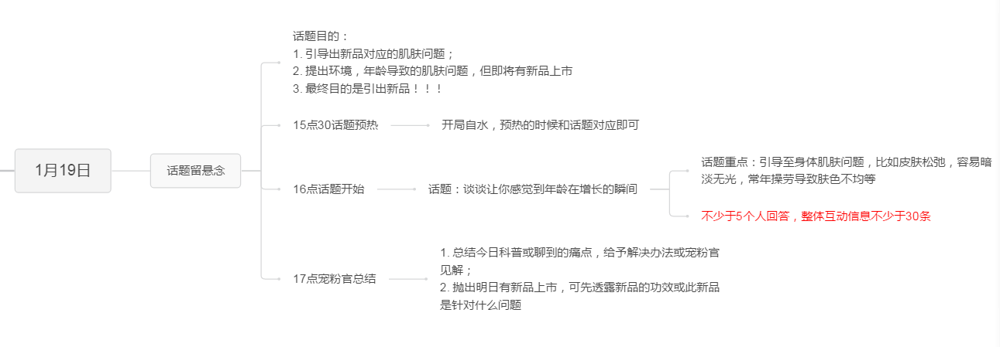 1月19日
话题留悬念
话题目的：
1. 引导出新品对应的肌肤问题；
2. 提出环境，年龄导致的肌肤问题，但即将有新品上市
3. 最终目的是引出新品！！！
15点30话题预热
开局自水，预热的时候和话题对应即可
16点话题开始
话题：谈谈让你感觉到年龄在增长的瞬间
话题重点：引导至身体肌肤问题，比如皮肤松弛，容易暗
淡无光，常年操劳导致肤色不均等
不少于5个人回答，整体互动信息不少于30条
17点宠粉官总结
1. 总结今日科普或聊到的痛点，给予解决办法或宠粉官
见解；
2. 抛出明日有新品上市，可先透露新品的功效或此新品
是针对什么问题